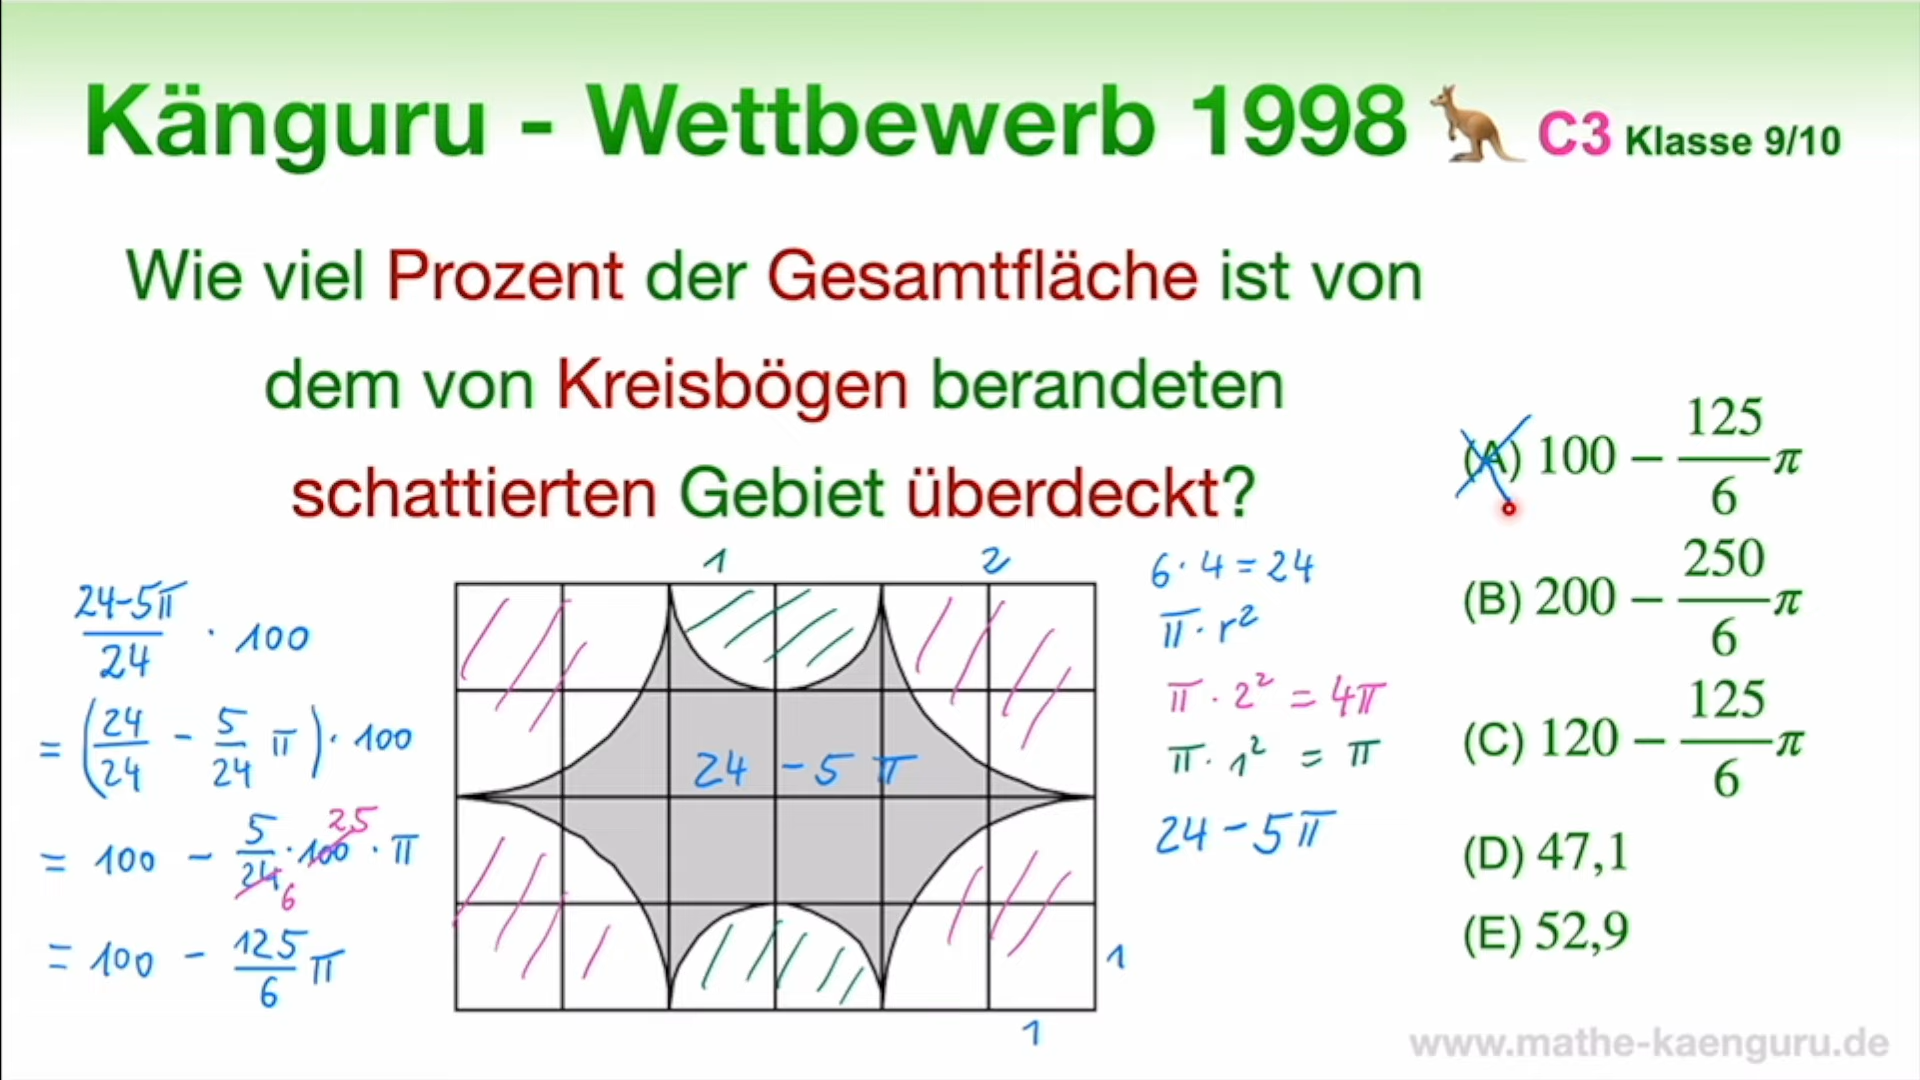 Känguru - Wettbewerb 1998 C3 Klasse 9/10
Wie viel Prozent der Gesamtfläche ist von
dem von Kreisbögen berandeten
schattierten Gebiet überdeckt?
(A) 100 − 125/6 π
(B) 200 − 250/6 π
(C) 120 − 125/6 π
(D) 47,1
(E) 52,9
24-5π/24 · 100
= (24/24 - 5/24 π) · 100
= 100 - 5/24 · 100 · π
25
6
= 100 - 125/6 π
1
2
24 - 5 π
1
1
6 · 4 = 24
π · r²
π · 2² = 4π
π · 1² = π
24 - 5π
www.mathe-kaenguru.de